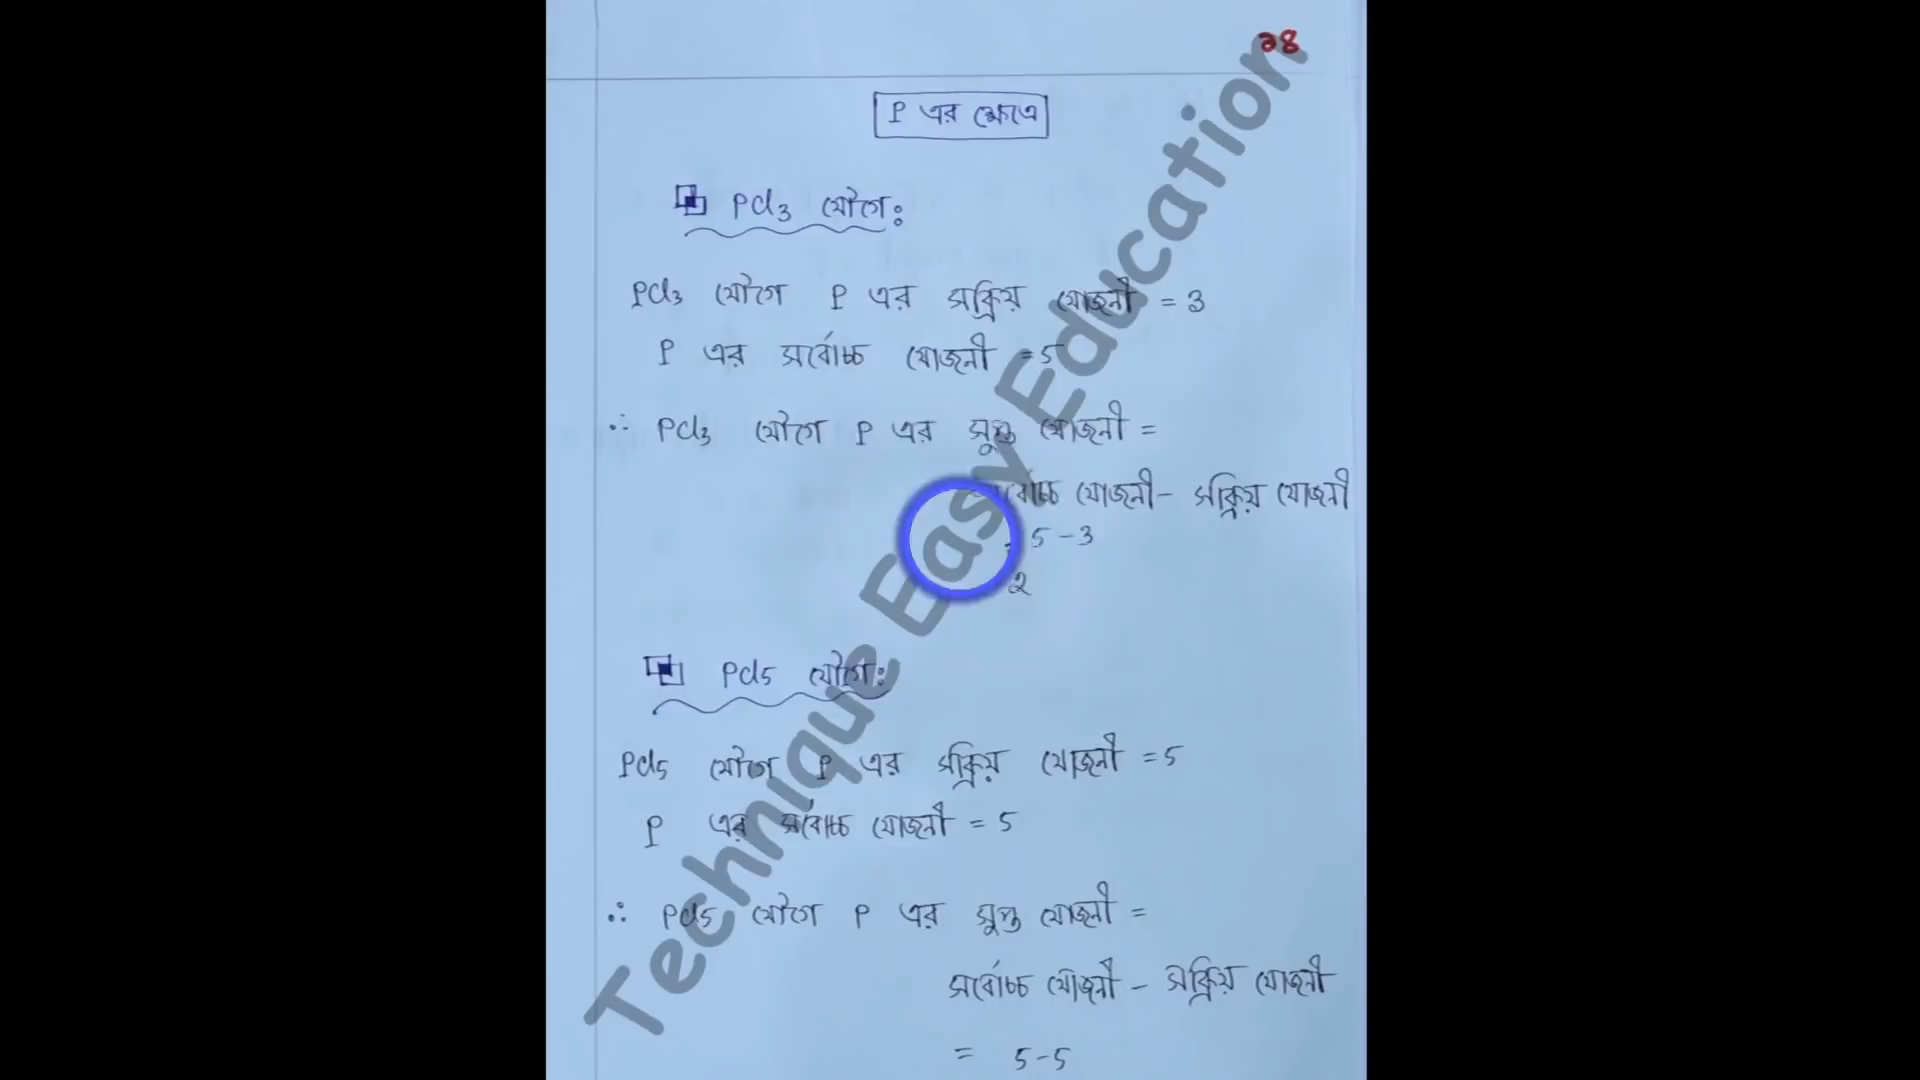 28
P এর ক্ষেত্রে
PCl3 যৌগে:
PCl3 যৌগে P এর সক্রিয় যোজনী = 3
P এর সর্বোচ্চ যোজনী = 5
∴ PCl3 যৌগে P এর সুপ্ত যোজনী =
সর্বোচ্চ যোজনী - সক্রিয় যোজনী
= 5 - 3
2
PCl5 যৌগে:
PCl5 যৌগে P এর সক্রিয় যোজনী = 5
P এর সর্বোচ্চ যোজনী = 5
∴ PCl5 যৌগে P এর সুপ্ত যোজনী =
সর্বোচ্চ যোজনী - সক্রিয় যোজনী
= 5-5
Technique Easy Education